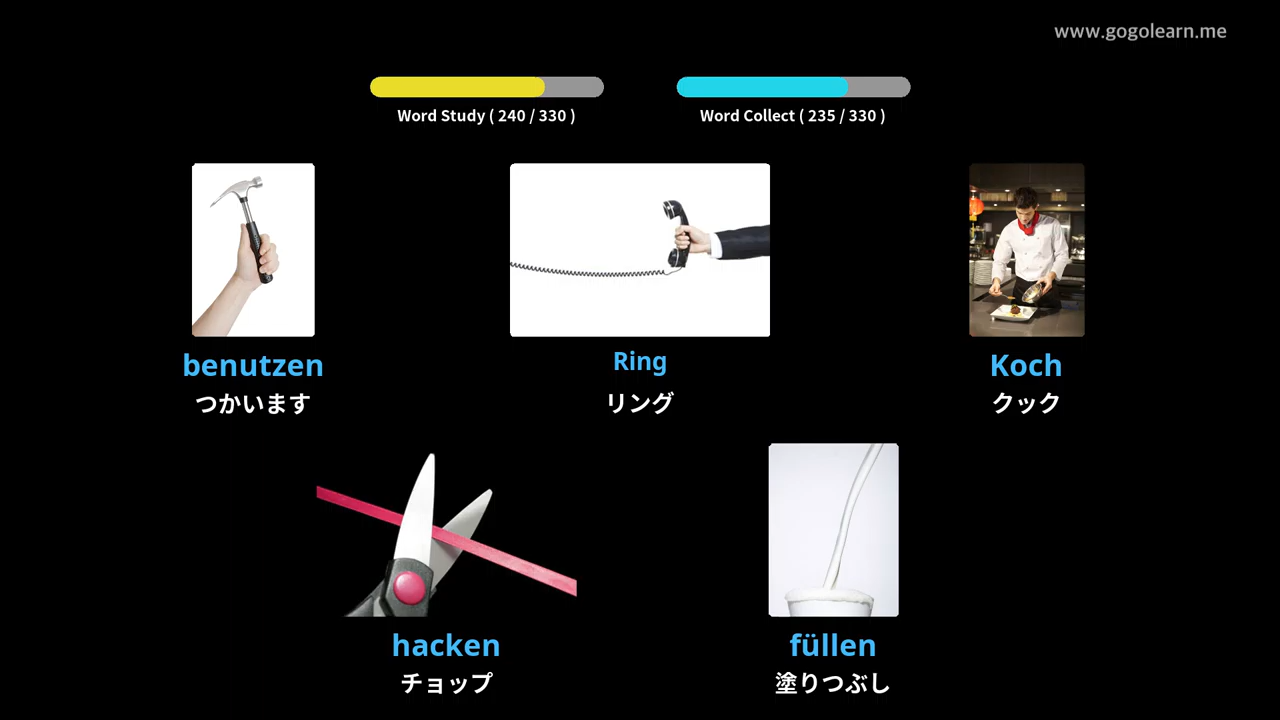 www.gogolearn.me
Word Study ( 240 / 330 )
Word Collect ( 235 / 330 )
benutzen
つかいます
Ring
リング
Koch
クック
hacken
チョップ
füllen
塗りつぶし